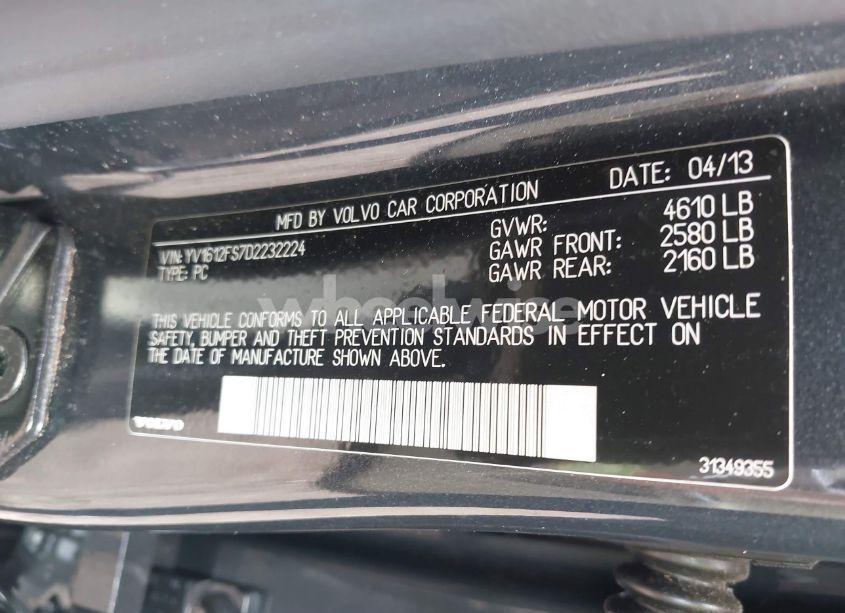 MFD BY VOLVO CAR CORPORATION DATE: 04/13
VIN: YV1612FS7D2232224 GVWR: 4610 LB
TYPE: PC GAWR FRONT: 2580 LB
GAWR REAR: 2160 LB
wheelwise
THIS VEHICLE CONFORMS TO ALL APPLICABLE FEDERAL MOTOR VEHICLE
SAFETY, BUMPER AND THEFT PREVENTION STANDARDS IN EFFECT ON
THE DATE OF MANUFACTURE SHOWN ABOVE.
VOLVO
31349355